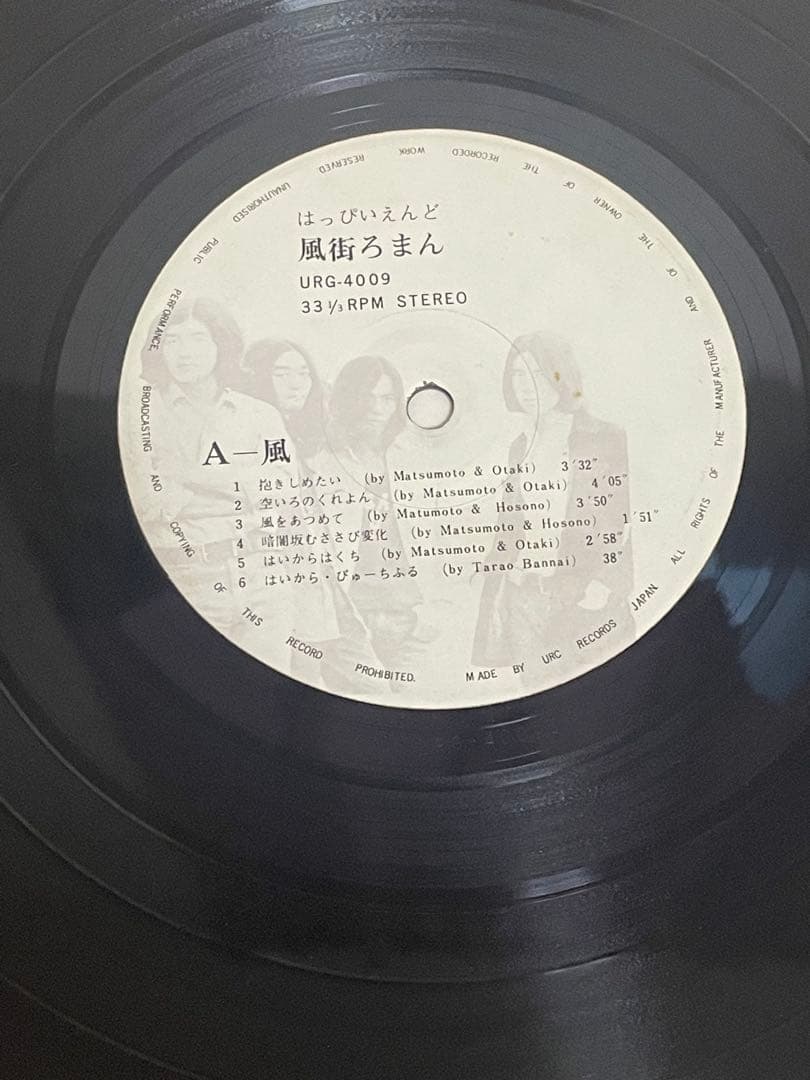 はっぴいえんど
風街ろまん
URG-4009
33 1/3 RPM STEREO
A—風
1 抱きしめたい (by Matsumoto & Otaki) 3′32″
2 空いろのくれよん (by Matsumoto & Otaki) 4′05″
3 風をあつめて (by Matumoto & Hosono) 3′50″
4 暗闇坂むささび変化 (by Matsumoto & Hosono) 1′51″
5 はいからはくち (by Matsumoto & Otaki) 2′58″
6 はいから・びゅーちふる (by Tarao Bannai) 38″
MADE BY URC RECORDS JAPAN ALL RIGHTS OF THE MANUFACTURER AND OF THE OWNER OF THE RECORDED WORK RESERVED UNAUTHORISED PUBLIC PERFORMANCE, BROADCASTING AND COPYING OF THIS RECORD PROHIBITED.